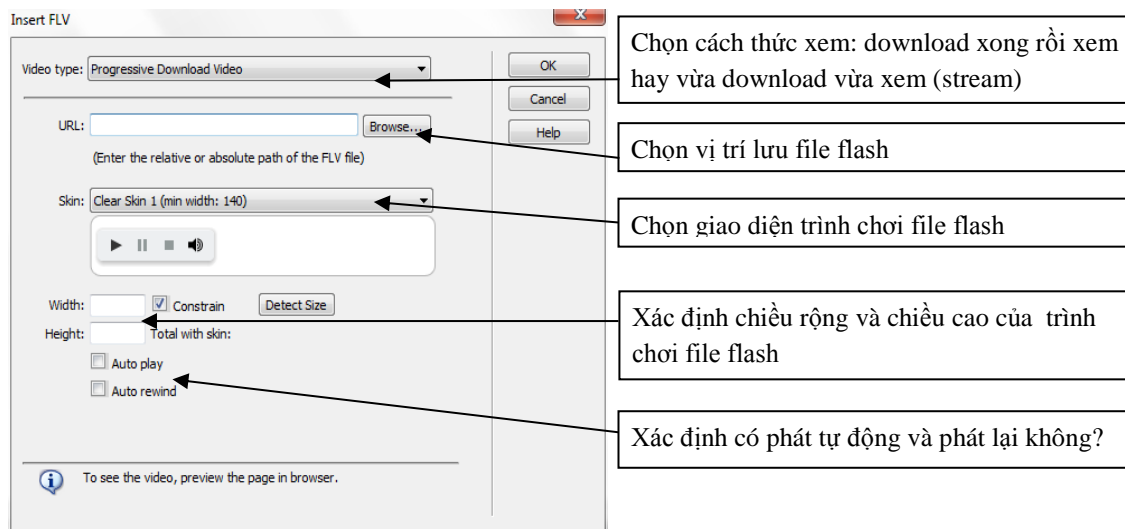 Insert FLV
Video type: Progressive Download Video
OK
Cancel
Help
URL:
Browse...
(Enter the relative or absolute path of the FLV file)
Skin: Clear Skin 1 (min width: 140)
Width:
Constrain
Detect Size
Height:
Total with skin:
Auto play
Auto rewind
To see the video, preview the page in browser.
Chọn cách thức xem: download xong rồi xem
hay vừa download vừa xem (stream)
Chọn vị trí lưu file flash
Chọn giao diện trình chơi file flash
Xác định chiều rộng và chiều cao của trình
chơi file flash
Xác định có phát tự động và phát lại không?